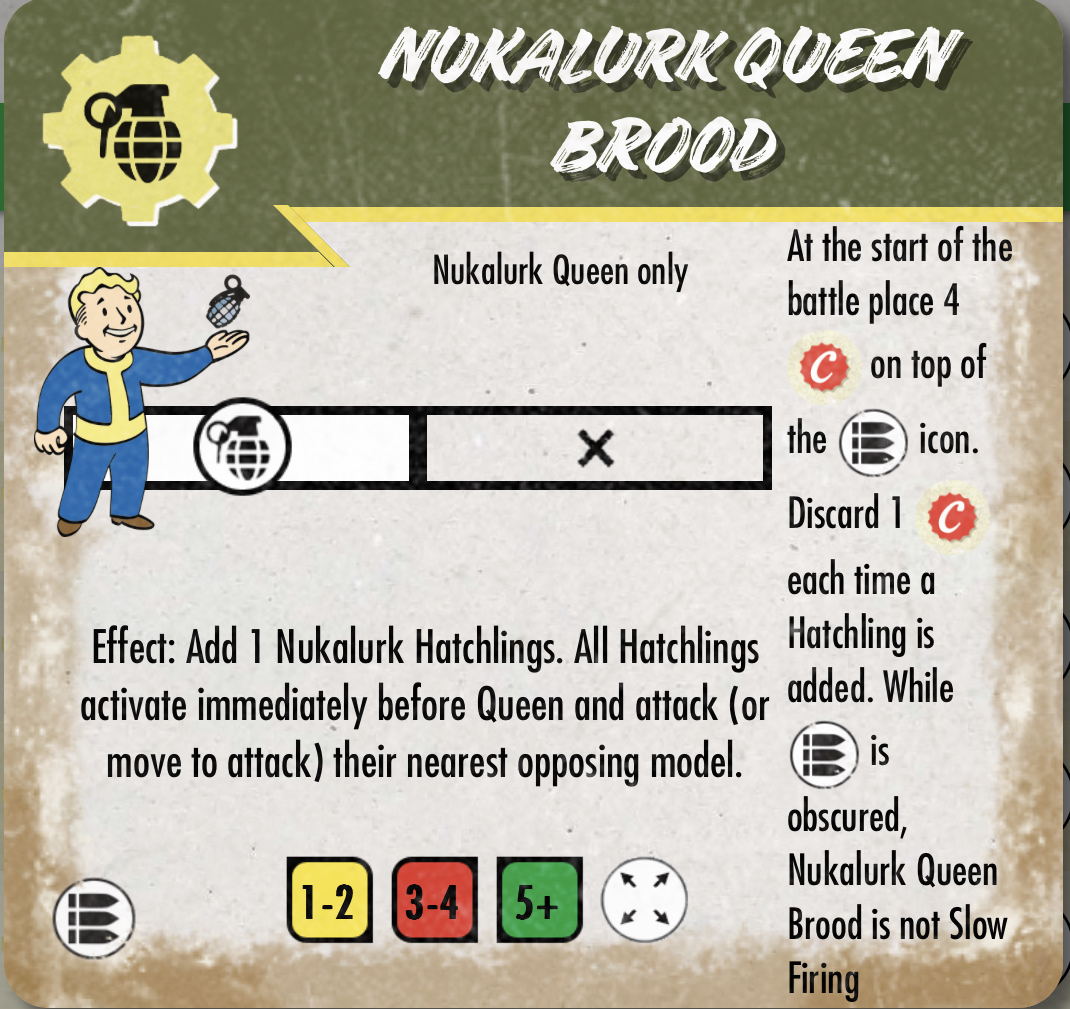 NUKALURK QUEEN
BROOD
Nukalurk Queen only
Effect: Add 1 Nukalurk Hatchlings. All Hatchlings
activate immediately before Queen and attack (or
move to attack) their nearest opposing model.
1-2 3-4 5+
At the start of the
battle place 4
C on top of
the icon.
Discard 1 C
each time a
Hatchling is
added. While
is
obscured,
Nukalurk Queen
Brood is not Slow
Firing